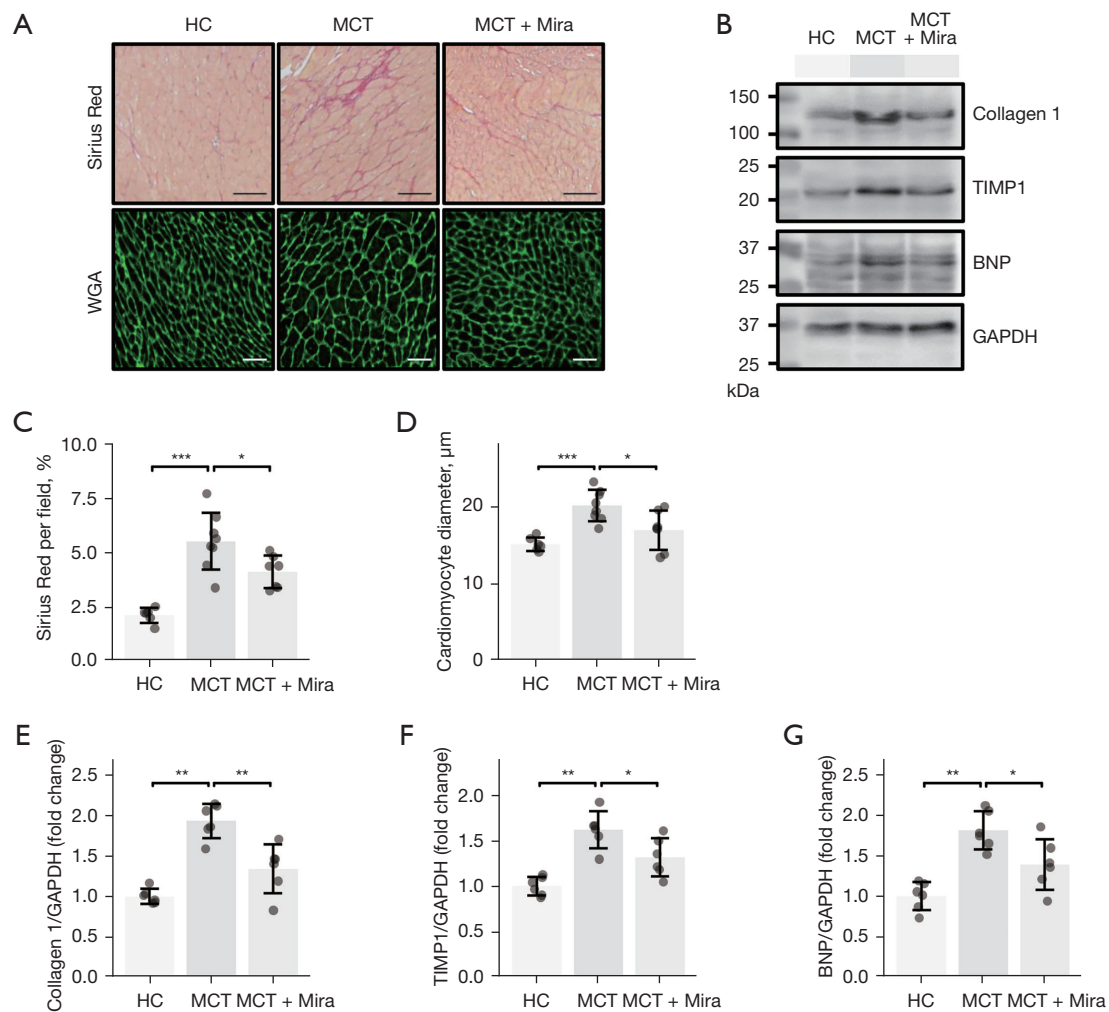 A
HC
MCT
MCT + Mira
Sirius Red
WGA
B
HC
MCT
MCT
+ Mira
150
100
Collagen 1
25
20
TIMP1
37
25
BNP
37
25
GAPDH
kDa
C
Sirius Red per field, %
10.0
7.5
5.0
2.5
0.0
***
*
HC
MCT
MCT + Mira
D
Cardiomyocyte diameter, µm
20
10
0
***
*
HC
MCT
MCT + Mira
E
Collagen 1/GAPDH (fold change)
2.5
2.0
1.5
1.0
0.5
0.0
**
**
HC
MCT
MCT + Mira
F
TIMP1/GAPDH (fold change)
2.0
1.5
1.0
0.5
0.0
**
*
HC
MCT
MCT + Mira
G
BNP/GAPDH (fold change)
2.5
2.0
1.5
1.0
0.5
0.0
**
*
HC
MCT
MCT + Mira